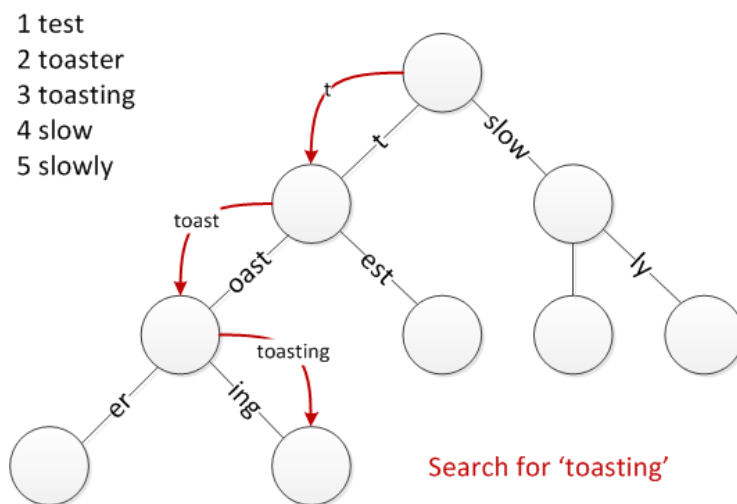 1 test
2 toaster
3 toasting
4 slow
5 slowly
t
t
slow
toast
oast
est
ly
toasting
er
ing
Search for 'toasting'